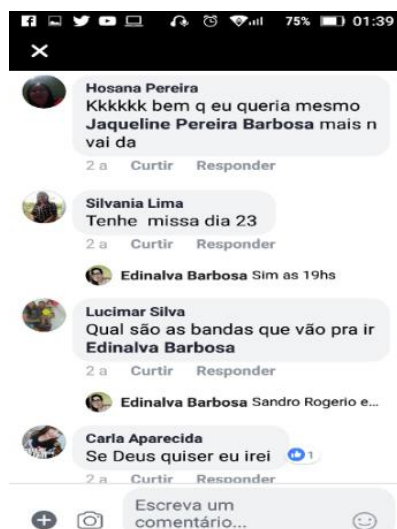 75% 01:39
Hosana Pereira
Kkkkkk bem q eu queria mesmo
Jaqueline Pereira Barbosa mais n
vai da
2 a Curtir Responder
Silvania Lima
Tenhe missa dia 23
2 a Curtir Responder
Edinalva Barbosa Sim as 19hs
Lucimar Silva
Qual são as bandas que vão pra ir
Edinalva Barbosa
2 a Curtir Responder
Edinalva Barbosa Sandro Rogerio e...
Carla Aparecida
Se Deus quiser eu irei 1
2 a Curtir Responder
Escreva um
comentário...